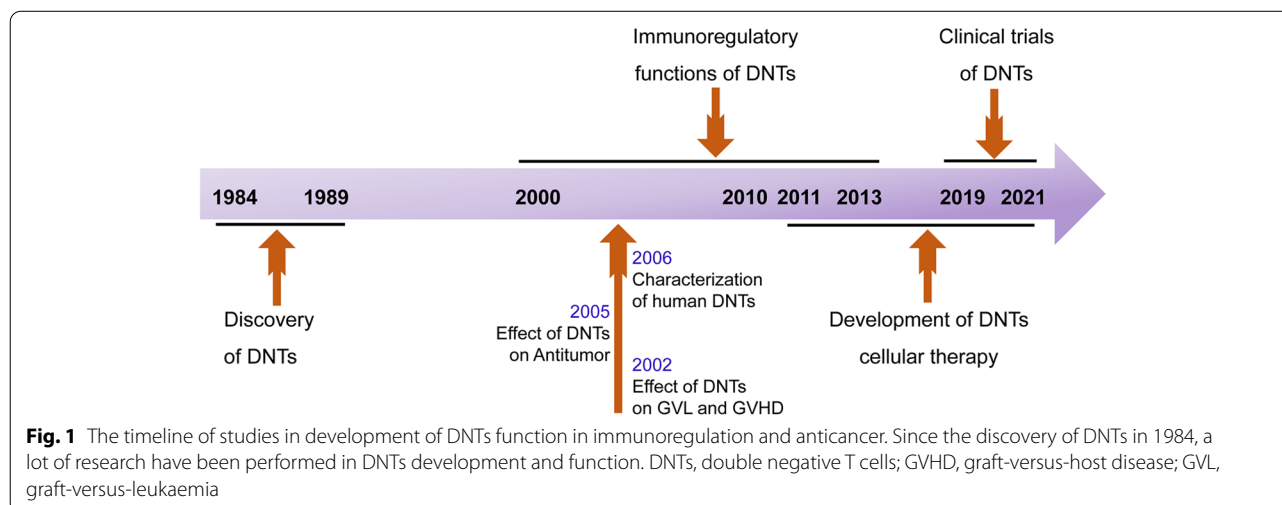 Immunoregulatory
functions of DNTs
Clinical trials
of DNTs
1984 1989 2000 2010 2011 2013 2019 2021
Discovery
of DNTs
2005
Effect of DNTs
on Antitumor
2006
Characterization
of human DNTs
2002
Effect of DNTs
on GVL and GVHD
Development of DNTs
cellular therapy
Fig. 1 The timeline of studies in development of DNTs function in immunoregulation and anticancer. Since the discovery of DNTs in 1984, a
lot of research have been performed in DNTs development and function. DNTs, double negative T cells; GVHD, graft-versus-host disease; GVL,
graft-versus-leukaemia